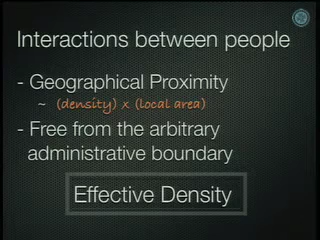 Interactions between people
- Geographical Proximity
~ (density) x (local area)
- Free from the arbitrary
administrative boundary
Effective Density